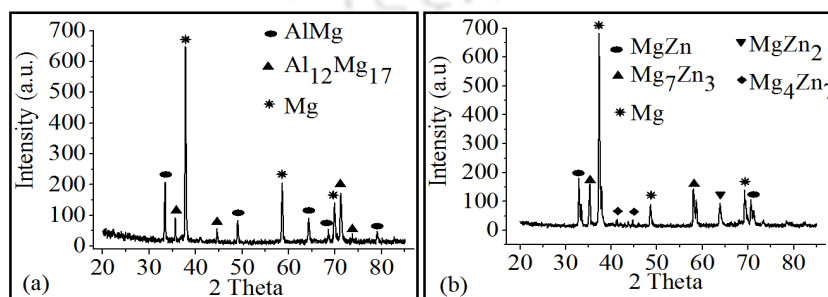 700
600
500
400
300
200
100
0
Intensity (a.u.)
AlMg
Al₁₂Mg₁₇
Mg
20 30 40 50 60 70 80
2 Theta
(a)
700
600
500
400
300
200
100
0
Intensity (a.u)
MgZn
MgZn₂
Mg₇Zn₃
Mg₄Zn₇
Mg
20 30 40 50 60 70 80
2 Theta
(b)